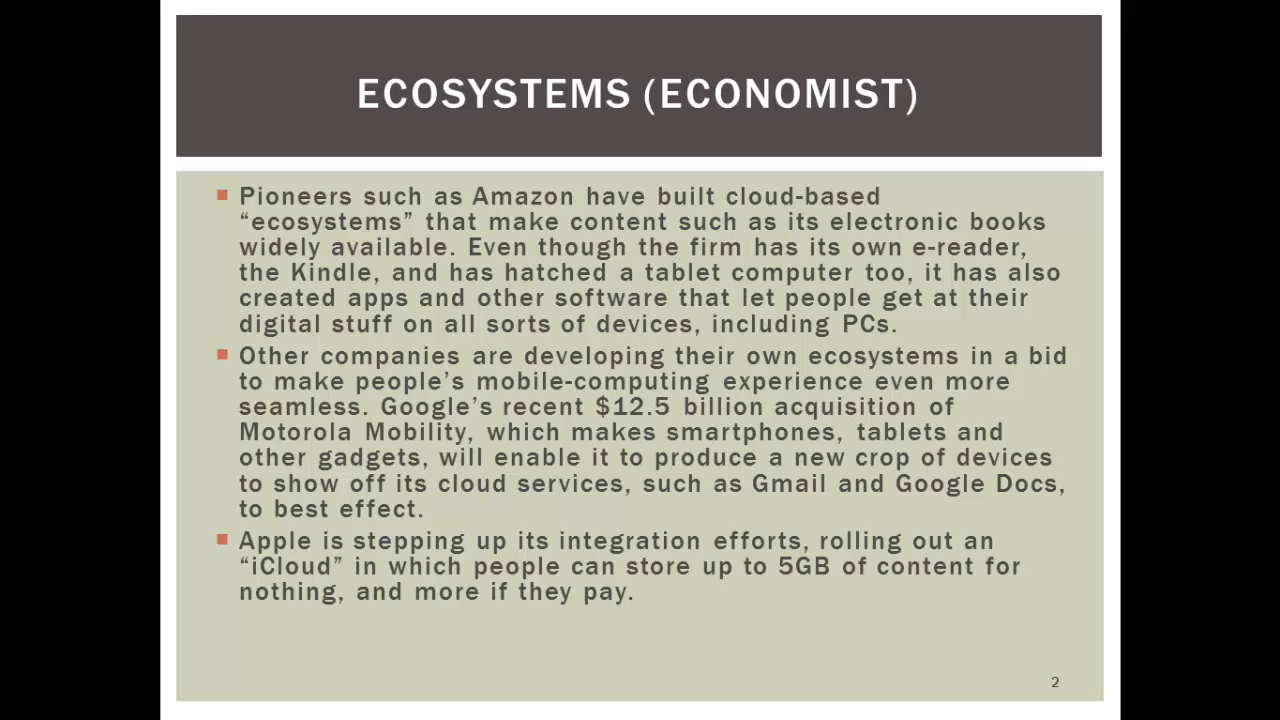 ECOSYSTEMS (ECONOMIST)
Pioneers such as Amazon have built cloud-based
“ecosystems” that make content such as its electronic books
widely available. Even though the firm has its own e-reader,
the Kindle, and has hatched a tablet computer too, it has also
created apps and other software that let people get at their
digital stuff on all sorts of devices, including PCs.
Other companies are developing their own ecosystems in a bid
to make people’s mobile-computing experience even more
seamless. Google’s recent $12.5 billion acquisition of
Motorola Mobility, which makes smartphones, tablets and
other gadgets, will enable it to produce a new crop of devices
to show off its cloud services, such as Gmail and Google Docs,
to best effect.
Apple is stepping up its integration efforts, rolling out an
“iCloud” in which people can store up to 5GB of content for
nothing, and more if they pay.
2